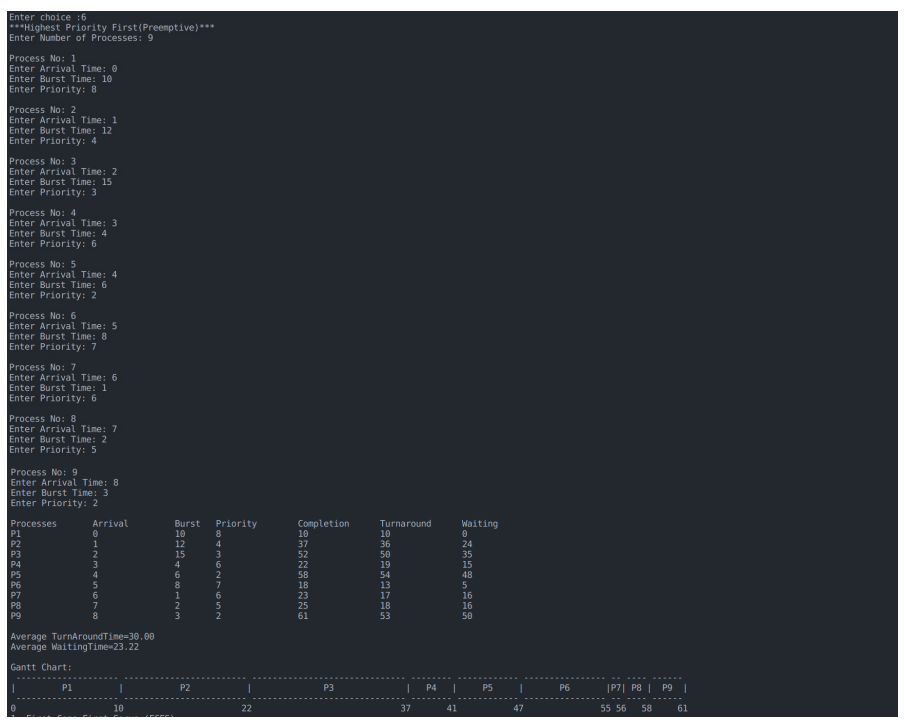 Enter choice :6
***Highest Priority First(Preemptive)***
Enter Number of Processes: 9
Process No: 1
Enter Arrival Time: 0
Enter Burst Time: 10
Enter Priority: 8
Process No: 2
Enter Arrival Time: 1
Enter Burst Time: 12
Enter Priority: 4
Process No: 3
Enter Arrival Time: 2
Enter Burst Time: 15
Enter Priority: 3
Process No: 4
Enter Arrival Time: 3
Enter Burst Time: 4
Enter Priority: 6
Process No: 5
Enter Arrival Time: 4
Enter Burst Time: 6
Enter Priority: 2
Process No: 6
Enter Arrival Time: 5
Enter Burst Time: 8
Enter Priority: 7
Process No: 7
Enter Arrival Time: 6
Enter Burst Time: 1
Enter Priority: 6
Process No: 8
Enter Arrival Time: 7
Enter Burst Time: 2
Enter Priority: 5
Process No: 9
Enter Arrival Time: 8
Enter Burst Time: 3
Enter Priority: 2
Processes Arrival Burst Priority Completion Turnaround Waiting
P1 0 10 8 10 10 0
P2 1 12 4 37 36 24
P3 2 15 3 52 50 35
P4 3 4 6 22 19 15
P5 4 6 2 58 54 48
P6 5 8 7 18 13 5
P7 6 1 6 23 17 16
P8 7 2 5 25 18 16
P9 8 3 2 61 53 50
Average TurnAroundTime=30.00
Average WaitingTime=23.22
Gantt Chart:
| P1 | P2 | P3 | P4 | P5 | P6 |P7| P8 | P9 |
0 10 22 37 41 47 55 56 58 61